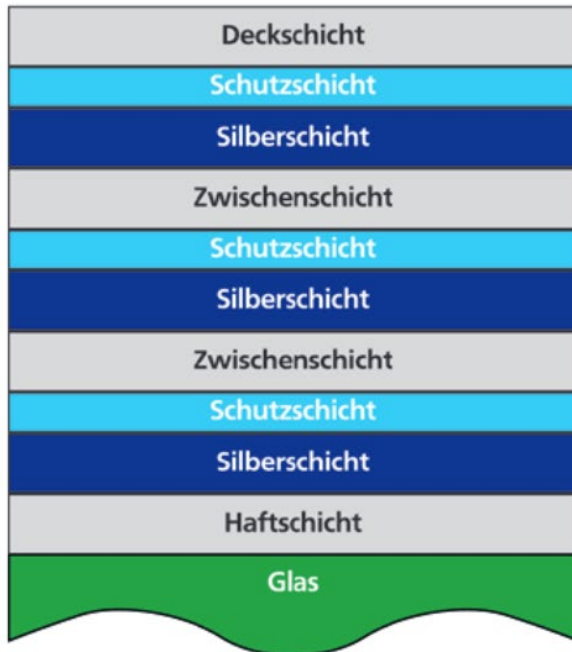 Deckschicht
Schutzschicht
Silberschicht
Zwischenschicht
Schutzschicht
Silberschicht
Zwischenschicht
Schutzschicht
Silberschicht
Haftschicht
Glas